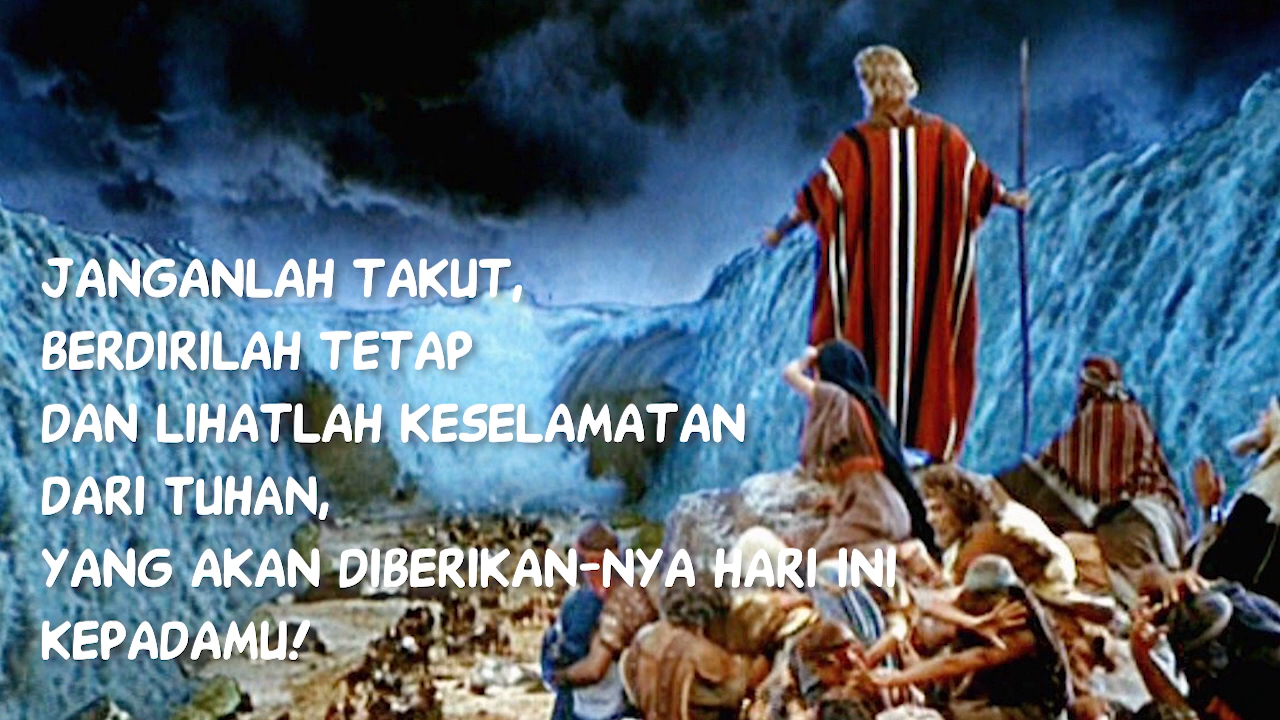 JANGANLAH TAKUT,
BERDIRILAH TETAP
DAN LIHATLAH KESELAMATAN
DARI TUHAN,
YANG AKAN DIBERIKAN-NYA HARI INI
KEPADAMU!